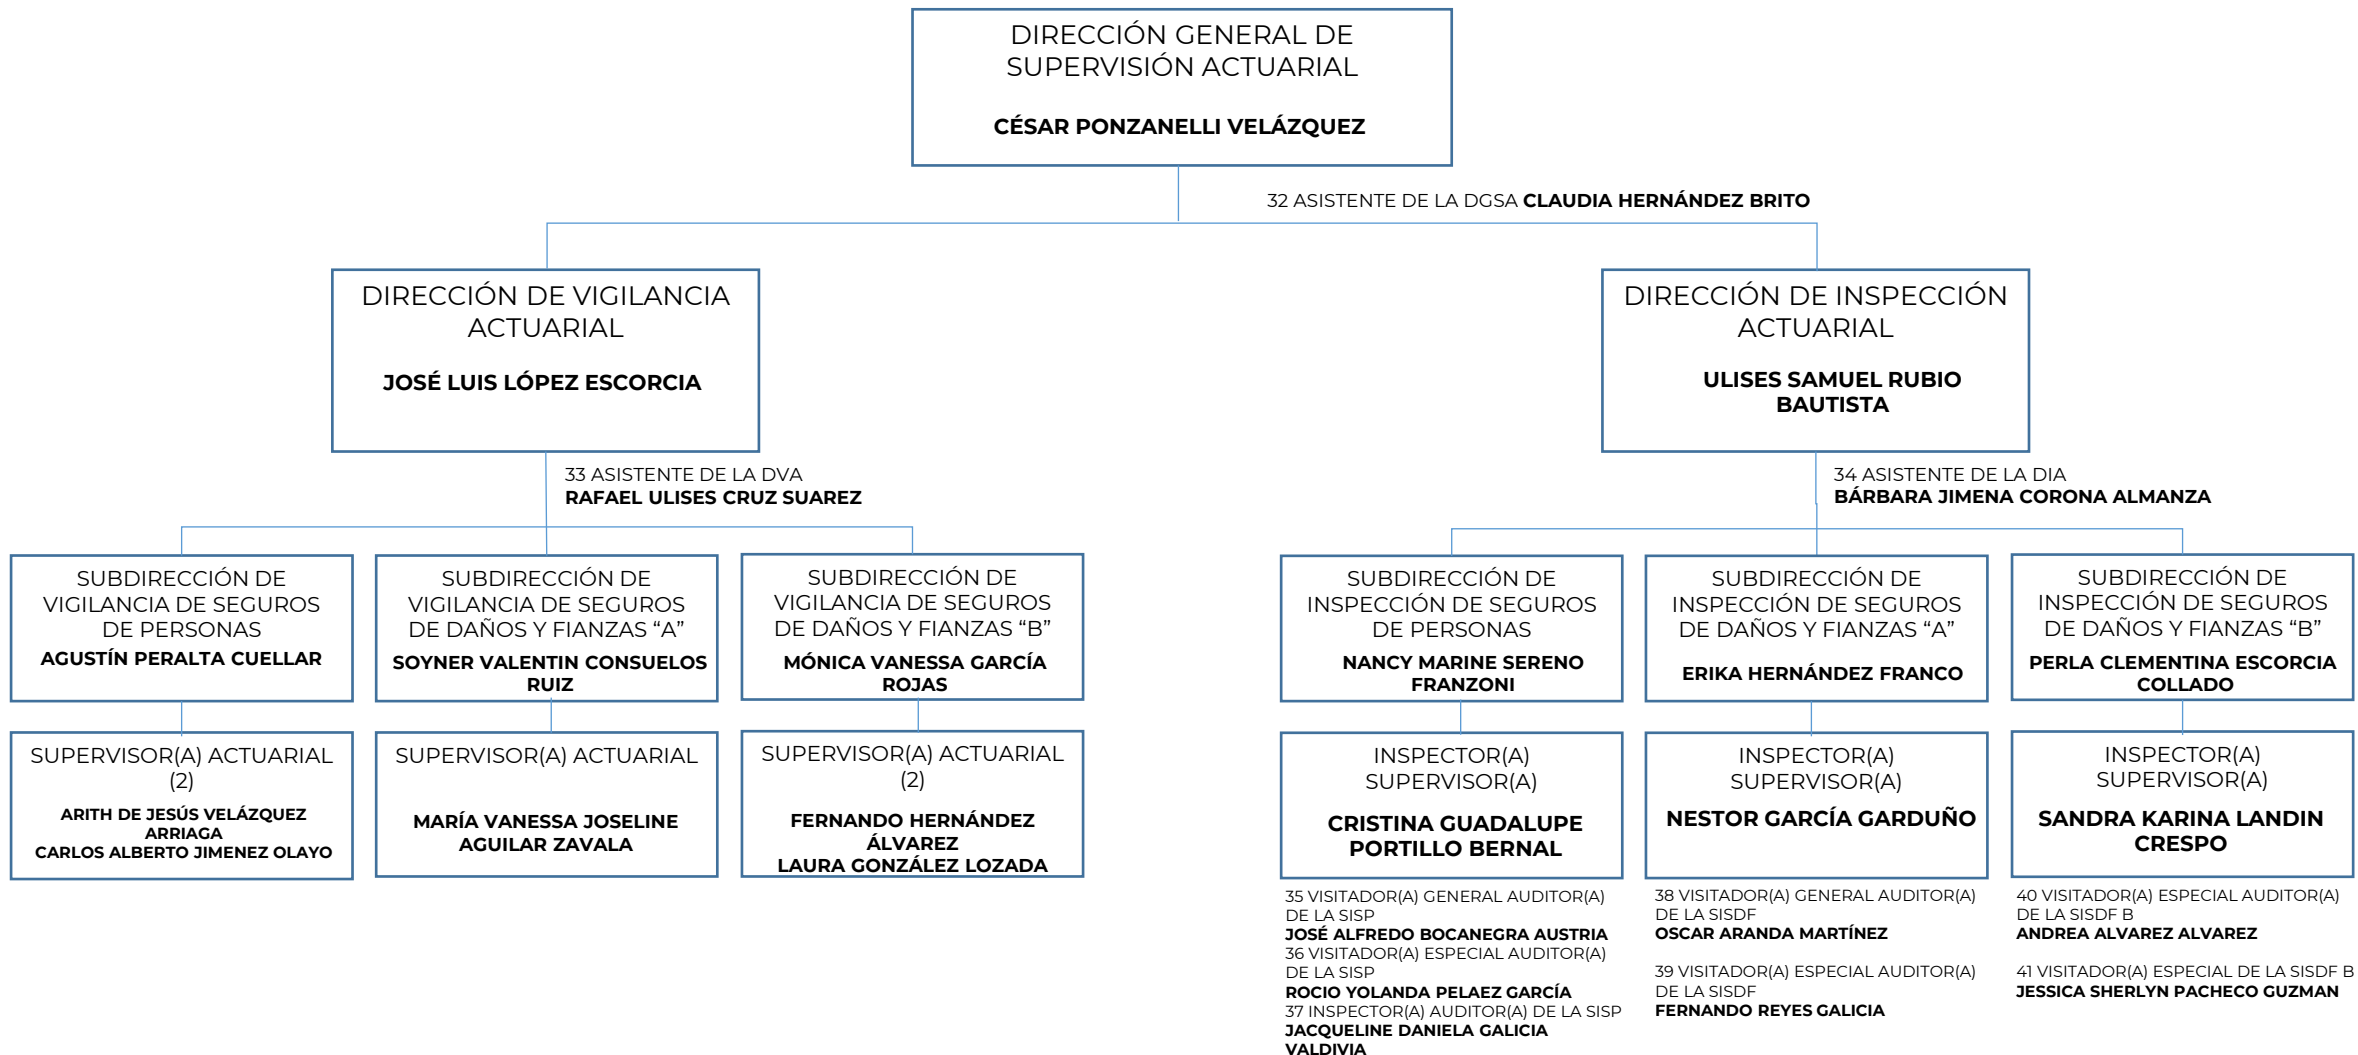 DIRECCIÓN GENERAL DE
SUPERVISIÓN ACTUARIAL
CÉSAR PONZANELLI VELÁZQUEZ
32 ASISTENTE DE LA DGSA CLAUDIA HERNÁNDEZ BRITO
DIRECCIÓN DE VIGILANCIA
ACTUARIAL
JOSÉ LUIS LÓPEZ ESCORCIA
DIRECCIÓN DE INSPECCIÓN
ACTUARIAL
ULISES SAMUEL RUBIO
BAUTISTA
33 ASISTENTE DE LA DVA
RAFAEL ULISES CRUZ SUAREZ
34 ASISTENTE DE LA DIA
BÁRBARA JIMENA CORONA ALMANZA
SUBDIRECCIÓN DE
VIGILANCIA DE SEGUROS
DE PERSONAS
AGUSTÍN PERALTA CUELLAR
SUBDIRECCIÓN DE
VIGILANCIA DE SEGUROS
DE DAÑOS Y FIANZAS “A”
SOYNER VALENTIN CONSUELOS
RUIZ
SUBDIRECCIÓN DE
VIGILANCIA DE SEGUROS
DE DAÑOS Y FIANZAS “B”
MÓNICA VANESSA GARCÍA
ROJAS
SUBDIRECCIÓN DE
INSPECCIÓN DE SEGUROS
DE PERSONAS
NANCY MARINE SERENO
FRANZONI
SUBDIRECCIÓN DE
INSPECCIÓN DE SEGUROS
DE DAÑOS Y FIANZAS “A”
ERIKA HERNÁNDEZ FRANCO
SUBDIRECCIÓN DE
INSPECCIÓN DE SEGUROS
DE DAÑOS Y FIANZAS “B”
PERLA CLEMENTINA ESCORCIA
COLLADO
SUPERVISOR(A) ACTUARIAL
(2)
ARITH DE JESÚS VELÁZQUEZ
ARRIAGA
CARLOS ALBERTO JIMENEZ OLAYO
SUPERVISOR(A) ACTUARIAL
MARÍA VANESSA JOSELINE
AGUILAR ZAVALA
SUPERVISOR(A) ACTUARIAL
(2)
FERNANDO HERNÁNDEZ
ÁLVAREZ
LAURA GONZÁLEZ LOZADA
INSPECTOR(A)
SUPERVISOR(A)
CRISTINA GUADALUPE
PORTILLO BERNAL
INSPECTOR(A)
SUPERVISOR(A)
NESTOR GARCÍA GARDUÑO
INSPECTOR(A)
SUPERVISOR(A)
SANDRA KARINA LANDIN
CRESPO
35 VISITADOR(A) GENERAL AUDITOR(A)
DE LA SISP
JOSÉ ALFREDO BOCANEGRA AUSTRIA
36 VISITADOR(A) ESPECIAL AUDITOR(A)
DE LA SISP
ROCIO YOLANDA PELAEZ GARCÍA
37 INSPECTOR(A) AUDITOR(A) DE LA SISP
JACQUELINE DANIELA GALICIA
VALDIVIA
38 VISITADOR(A) GENERAL AUDITOR(A)
DE LA SISDF
OSCAR ARANDA MARTÍNEZ
39 VISITADOR(A) ESPECIAL AUDITOR(A)
DE LA SISDF
FERNANDO REYES GALICIA
40 VISITADOR(A) ESPECIAL AUDITOR(A)
DE LA SISDF B
ANDREA ALVAREZ ALVAREZ
41 VISITADOR(A) ESPECIAL DE LA SISDF B
JESSICA SHERLYN PACHECO GUZMAN